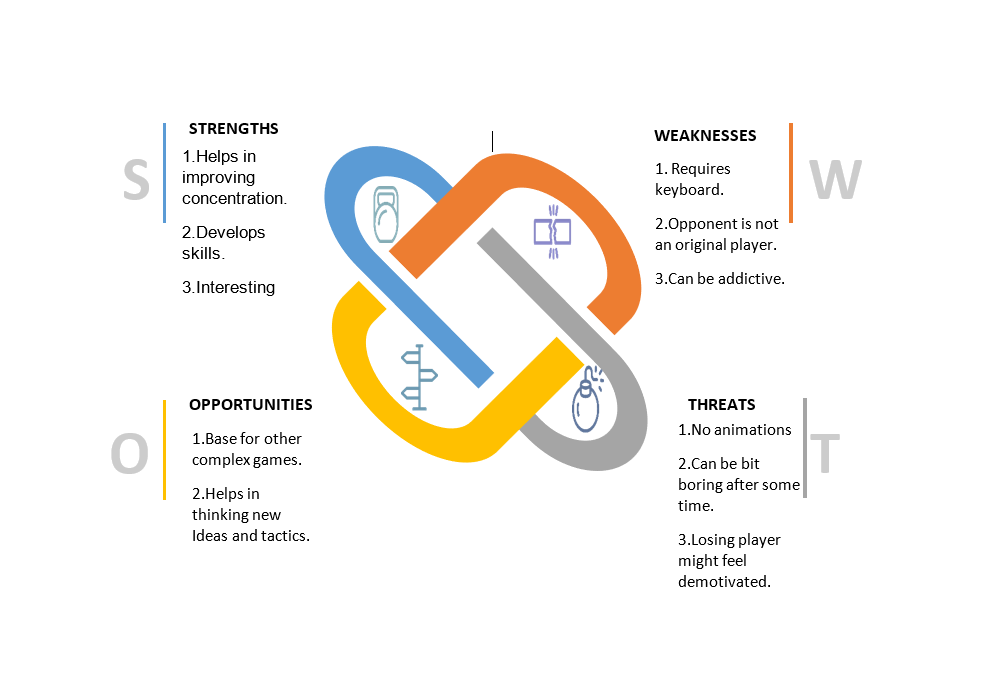 S
STRENGTHS
1.Helps in
improving
concentration.
2.Develops
skills.
3.Interesting
WEAKNESSES
1. Requires
keyboard.
2.Opponent is not
an original player.
3.Can be addictive.
W
O
OPPORTUNITIES
1.Base for other
complex games.
2.Helps in
thinking new
Ideas and tactics.
THREATS
1.No animations
2.Can be bit
boring after some
time.
3.Losing player
might feel
demotivated.
T